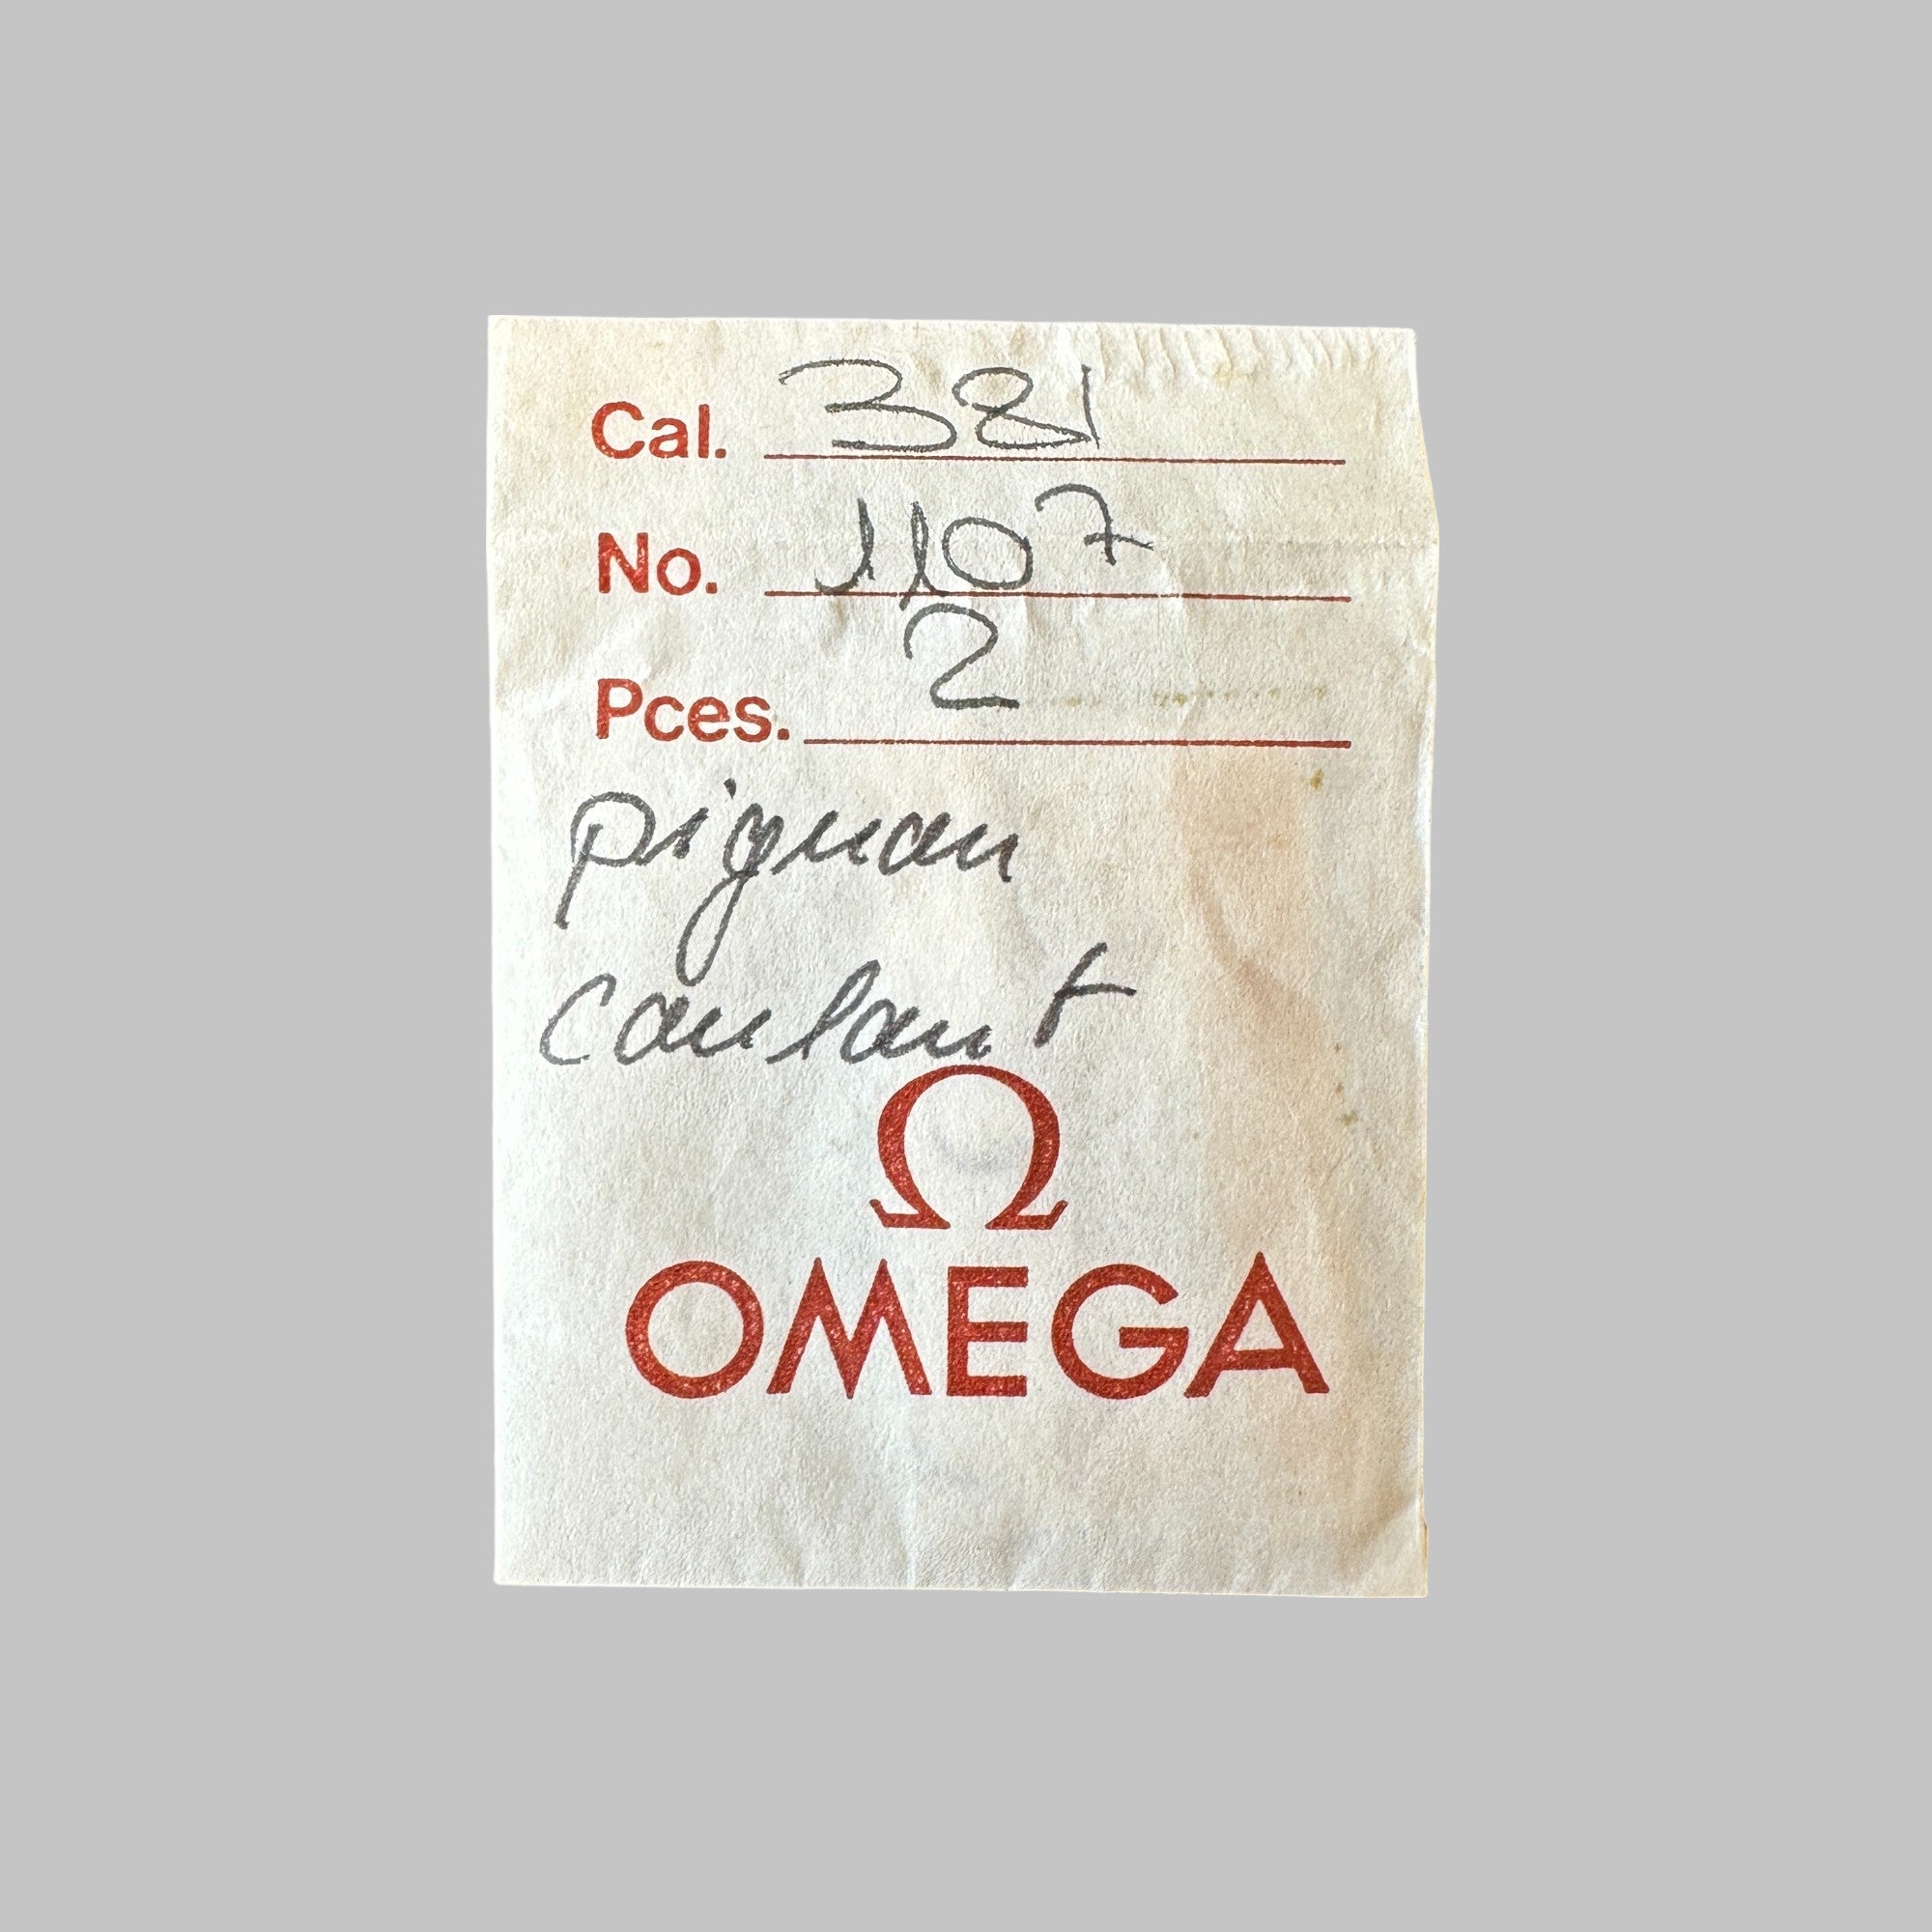 Cal. 381
No. 1107
Pces. 2
pignon
coulant
Ω
OMEGA